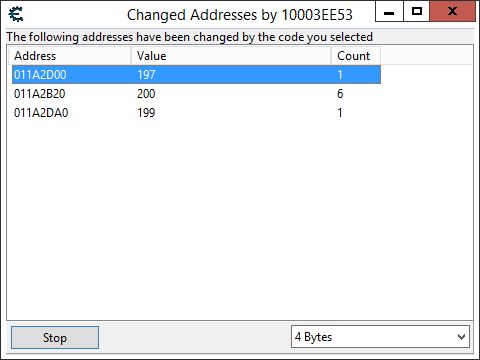 Changed Addresses by 10003EE53
The following addresses have been changed by the code you selected
Address Value Count
011A2D00 197 1
011A2B20 200 6
011A2DA0 199 1
Stop 4 Bytes